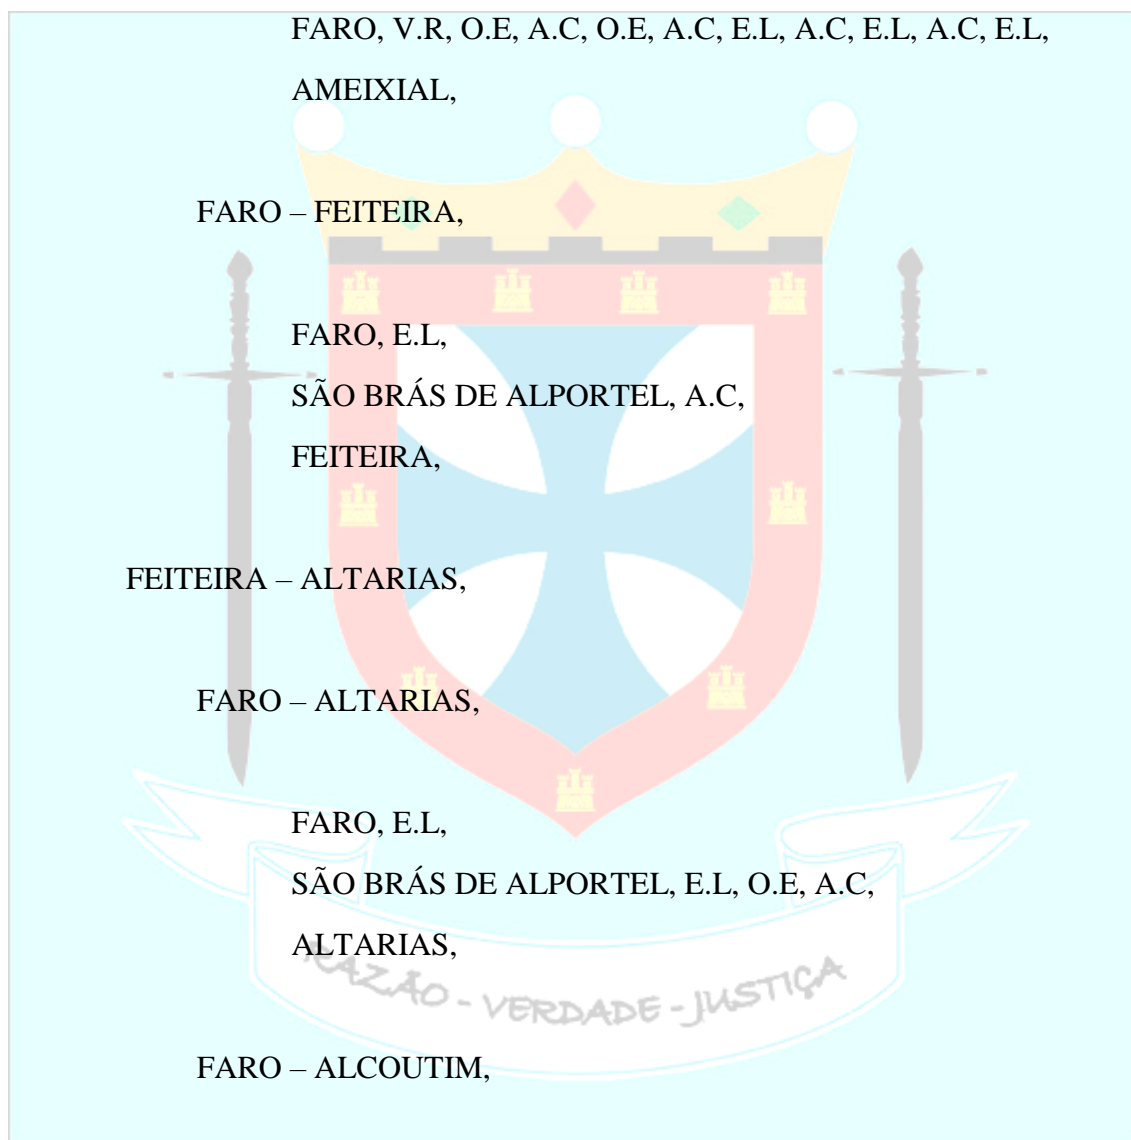 FARO, V.R, O.E, A.C, O.E, A.C, E.L, A.C, E.L, A.C, E.L,
AMEIXIAL,
FARO – FEITEIRA,
FARO, E.L,
SÃO BRÁS DE ALPORTEL, A.C,
FEITEIRA,
FEITEIRA – ALTARIAS,
FARO – ALTARIAS,
FARO, E.L,
SÃO BRÁS DE ALPORTEL, E.L, O.E, A.C,
ALTARIAS,
RAZÃO - VERDADE - JUSTIÇA
FARO – ALCOUTIM,